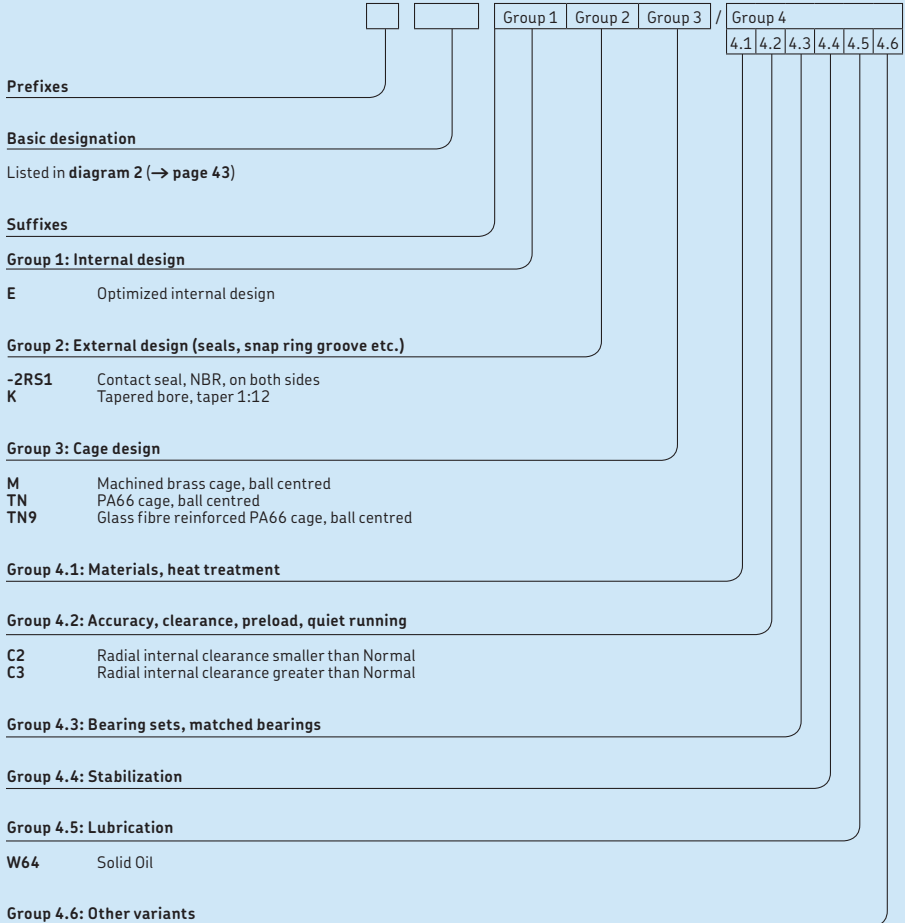 Group 1 Group 2 Group 3 / Group 4
4.1 4.2 4.3 4.4 4.5 4.6
Prefixes
Basic designation
Listed in diagram 2 (→ page 43)
Suffixes
Group 1: Internal design
E Optimized internal design
Group 2: External design (seals, snap ring groove etc.)
-2RS1 Contact seal, NBR, on both sides
K Tapered bore, taper 1:12
Group 3: Cage design
M Machined brass cage, ball centred
TN PA66 cage, ball centred
TN9 Glass fibre reinforced PA66 cage, ball centred
Group 4.1: Materials, heat treatment
Group 4.2: Accuracy, clearance, preload, quiet running
C2 Radial internal clearance smaller than Normal
C3 Radial internal clearance greater than Normal
Group 4.3: Bearing sets, matched bearings
Group 4.4: Stabilization
Group 4.5: Lubrication
W64 Solid Oil
Group 4.6: Other variants